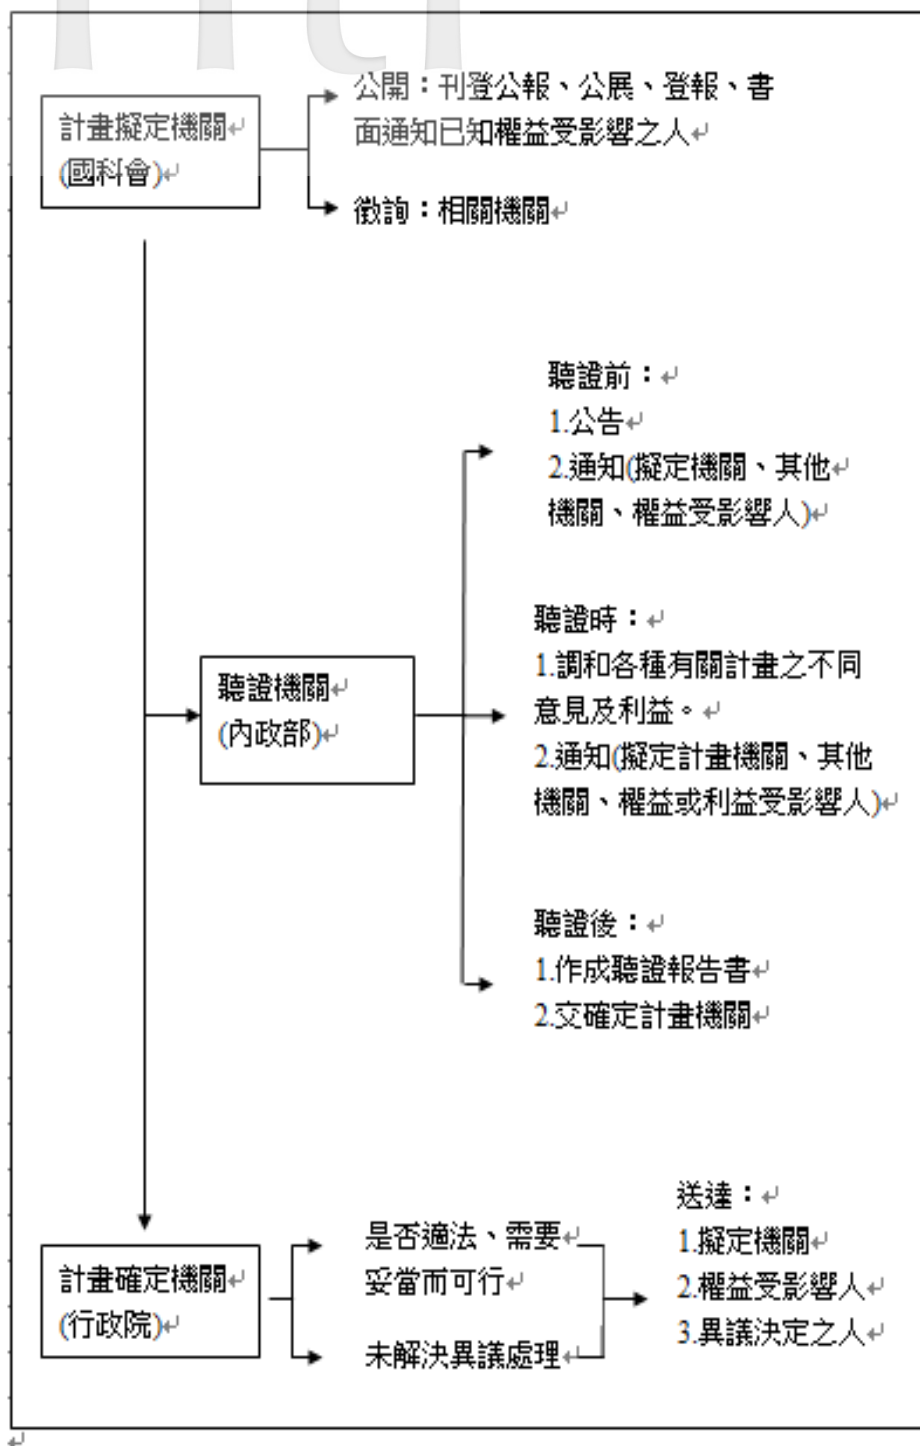 計畫擬定機關
(國科會)
公開：刊登公報、公展、登報、書
面通知已知權益受影響之人
徵詢：相關機關
聽證前：
1.公告
2.通知(擬定機關、其他
機關、權益受影響人)
聽證機關
(內政部)
聽證時：
1.調和各種有關計畫之不同
意見及利益。
2.通知(擬定計畫機關、其他
機關、權益或利益受影響人)
聽證後：
1.作成聽證報告書
2.交確定計畫機關
計畫確定機關
(行政院)
是否適法、需要
妥當而可行
未解決異議處理
送達：
1.擬定機關
2.權益受影響人
3.異議決定之人